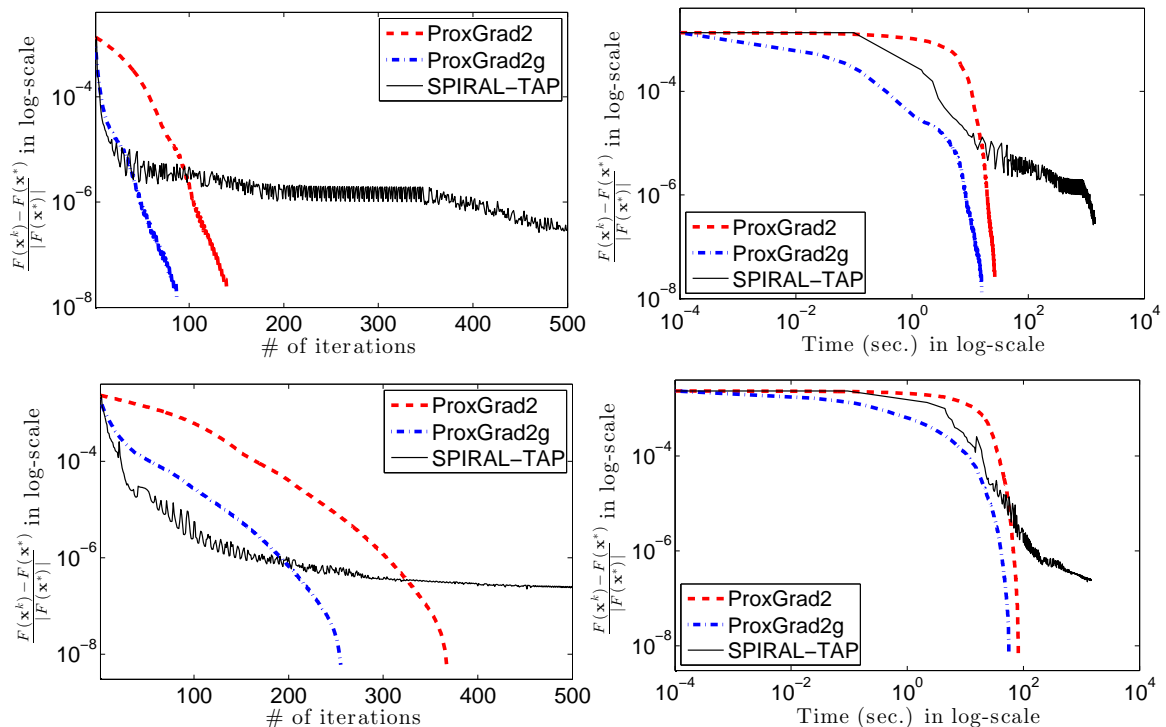 F(x^k)−F(x*) / |F(x*)| in log-scale
10^−4
10^−6
10^−8
100 200 300 400 500
# of iterations
ProxGrad2
ProxGrad2g
SPIRAL−TAP
F(x^k)−F(x*) / |F(x*)| in log-scale
10^−4
10^−6
10^−8
10^−4 10^−2 10^0 10^2 10^4
Time (sec.) in log-scale
ProxGrad2
ProxGrad2g
SPIRAL−TAP
F(x^k)−F(x*) / |F(x*)| in log-scale
10^−4
10^−6
10^−8
100 200 300 400 500
# of iterations
ProxGrad2
ProxGrad2g
SPIRAL−TAP
F(x^k)−F(x*) / |F(x*)| in log-scale
10^−4
10^−6
10^−8
10^−4 10^−2 10^0 10^2 10^4
Time (sec.) in log-scale
ProxGrad2
ProxGrad2g
SPIRAL−TAP